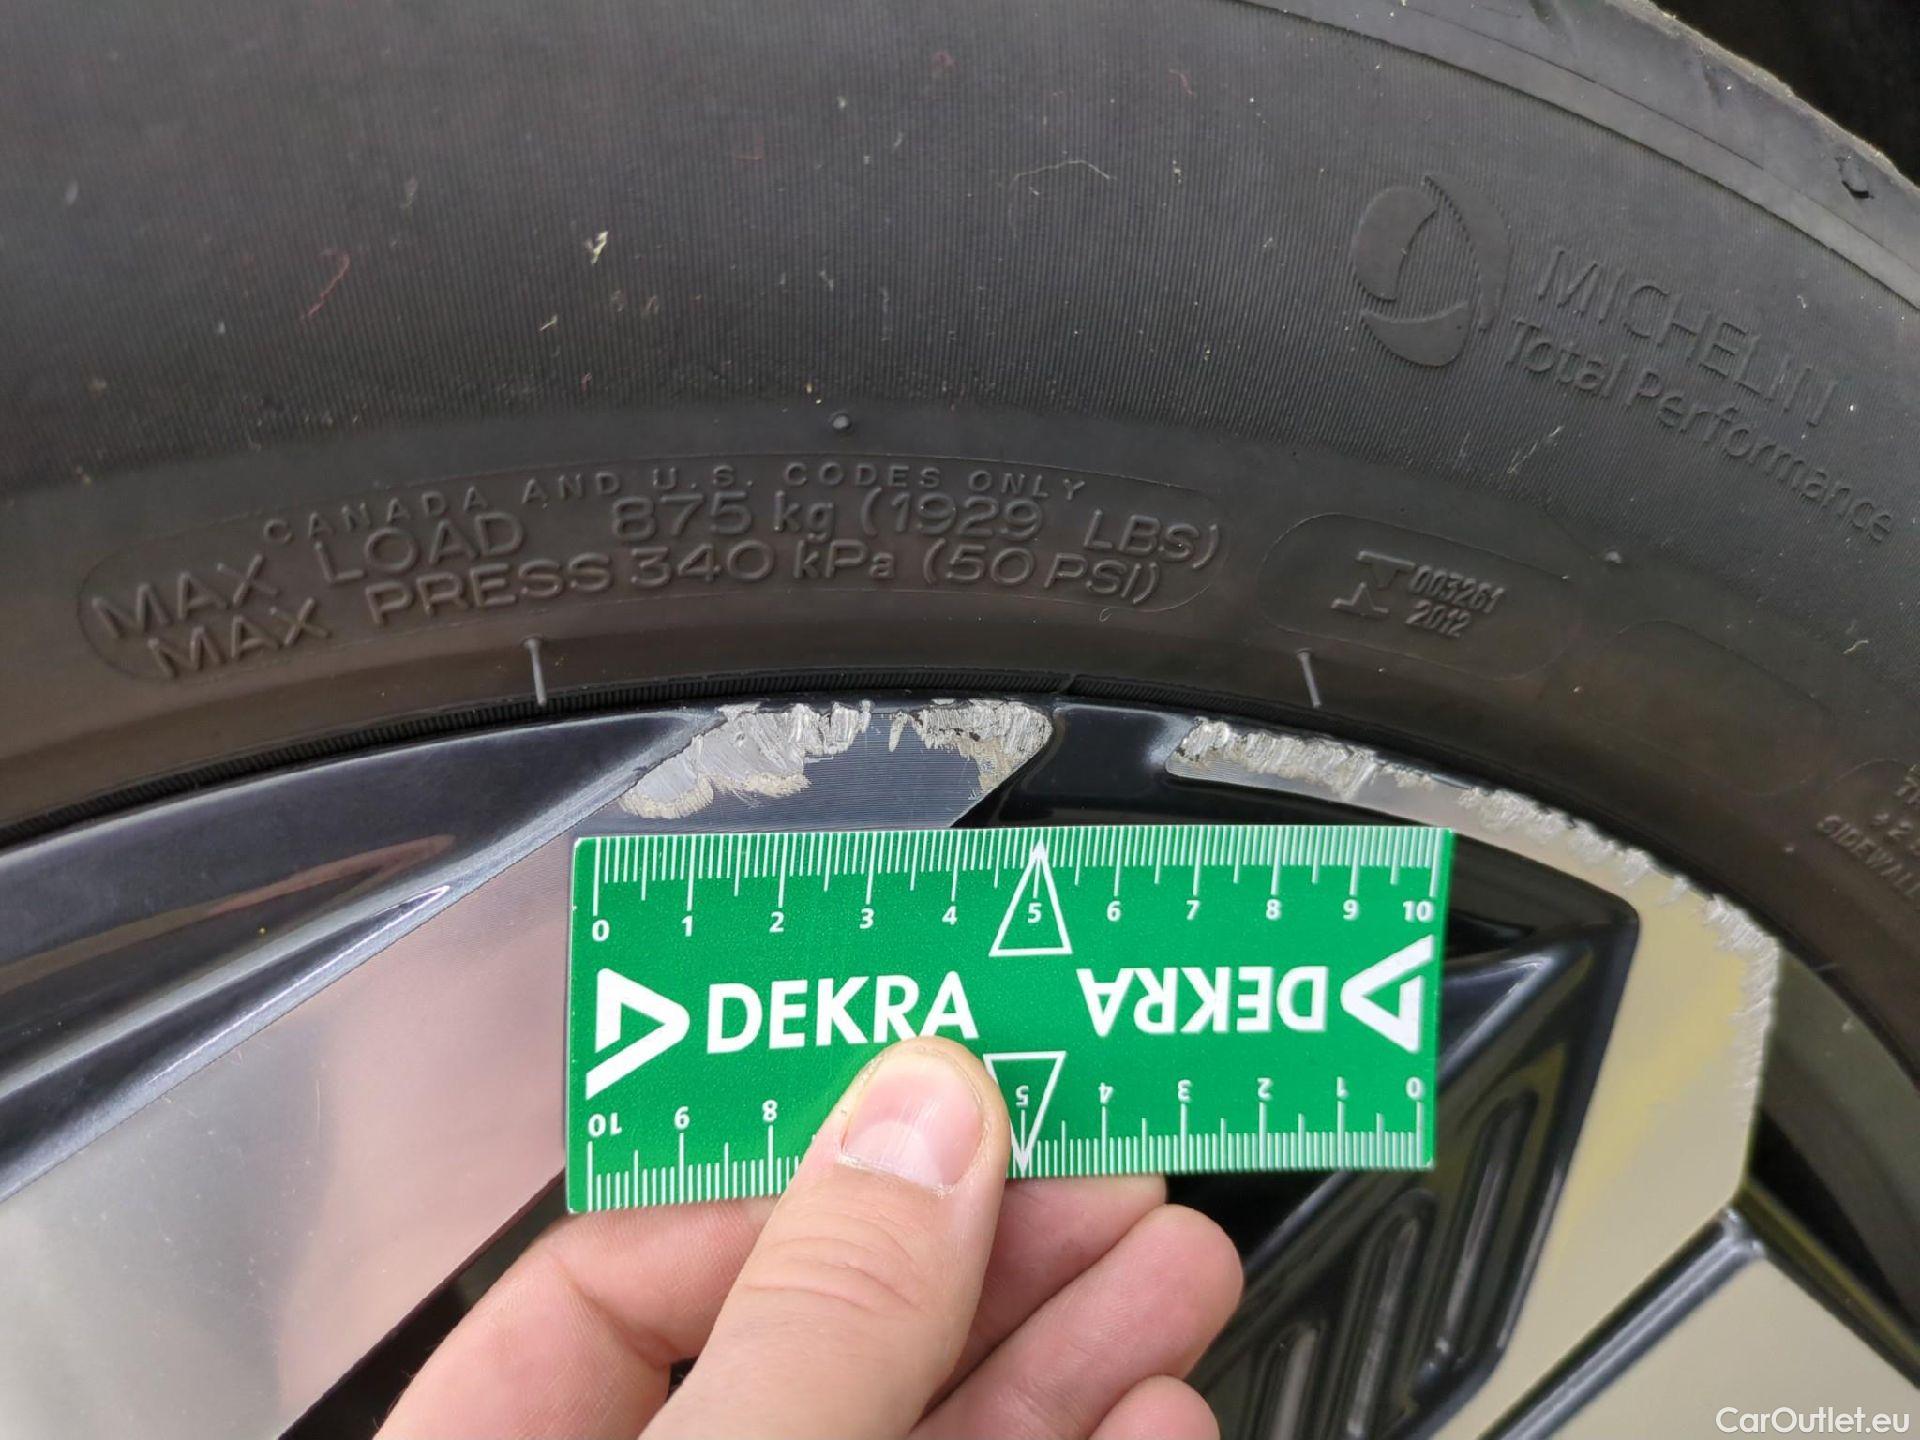 MICHELIN
Total Performance
CANADA AND U.S. CODES ONLY
MAX LOAD 875 kg (1929 LBS)
MAX PRESS 340 kPa (50 PSI)
003261
2012
SIDEWALL
0 1 2 3 4 5 6 7 8 9 10
DEKRA DEKRA
10 9 8 5 4 3 2 1 0
CarOutlet.eu